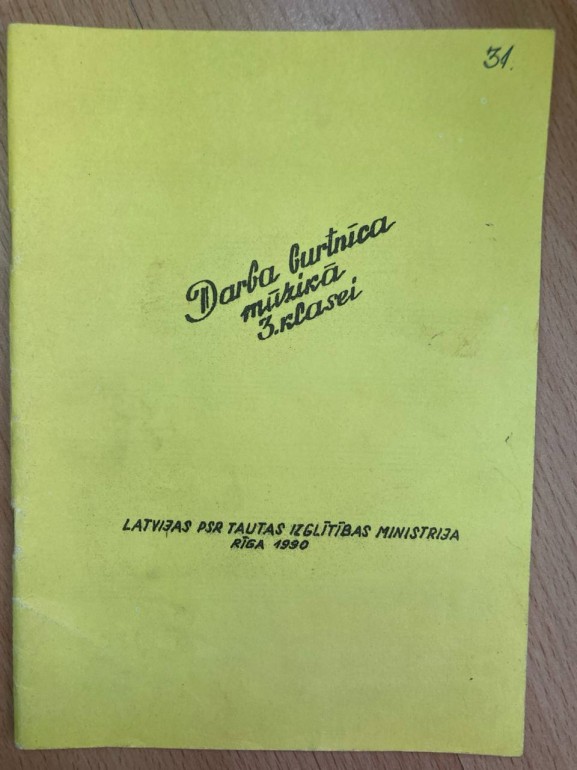 31.
Darba burtnīca
mūzikā
3. klasei
LATVIJAS PSR TAUTAS IZGLĪTĪBAS MINISTRIJA
RĪGA 1990